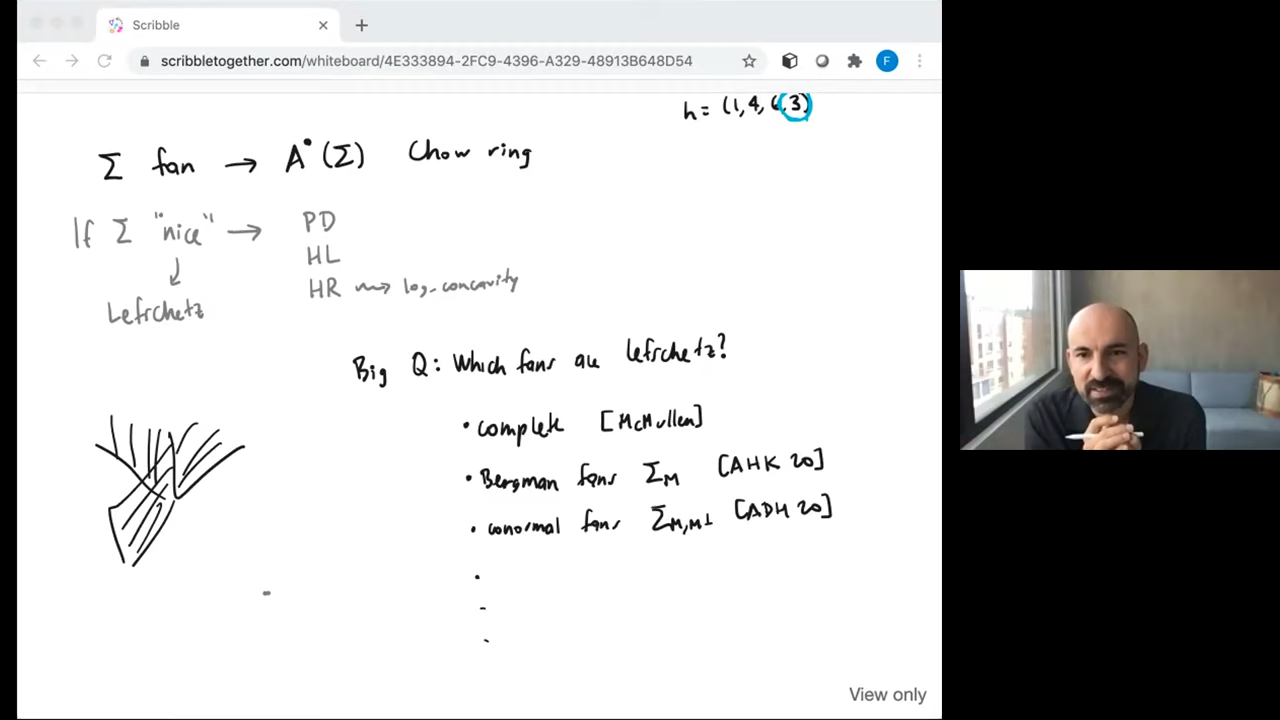 Scribble
scribbletogether.com/whiteboard/4E333894-2FC9-4396-A329-48913B648D54
F
h = (1, 4, 6, 3)
Σ fan → A•(Σ) Chow ring
If Σ "nice" → PD
HL
Lefschetz
HR ⇝ log-concavity
Big Q: Which fans are Lefschetz?
• complete [McMullen]
• Bergman fans Σ_M [AHK 20]
• conormal fans Σ_M,M⊥ [ADH 20]
View only